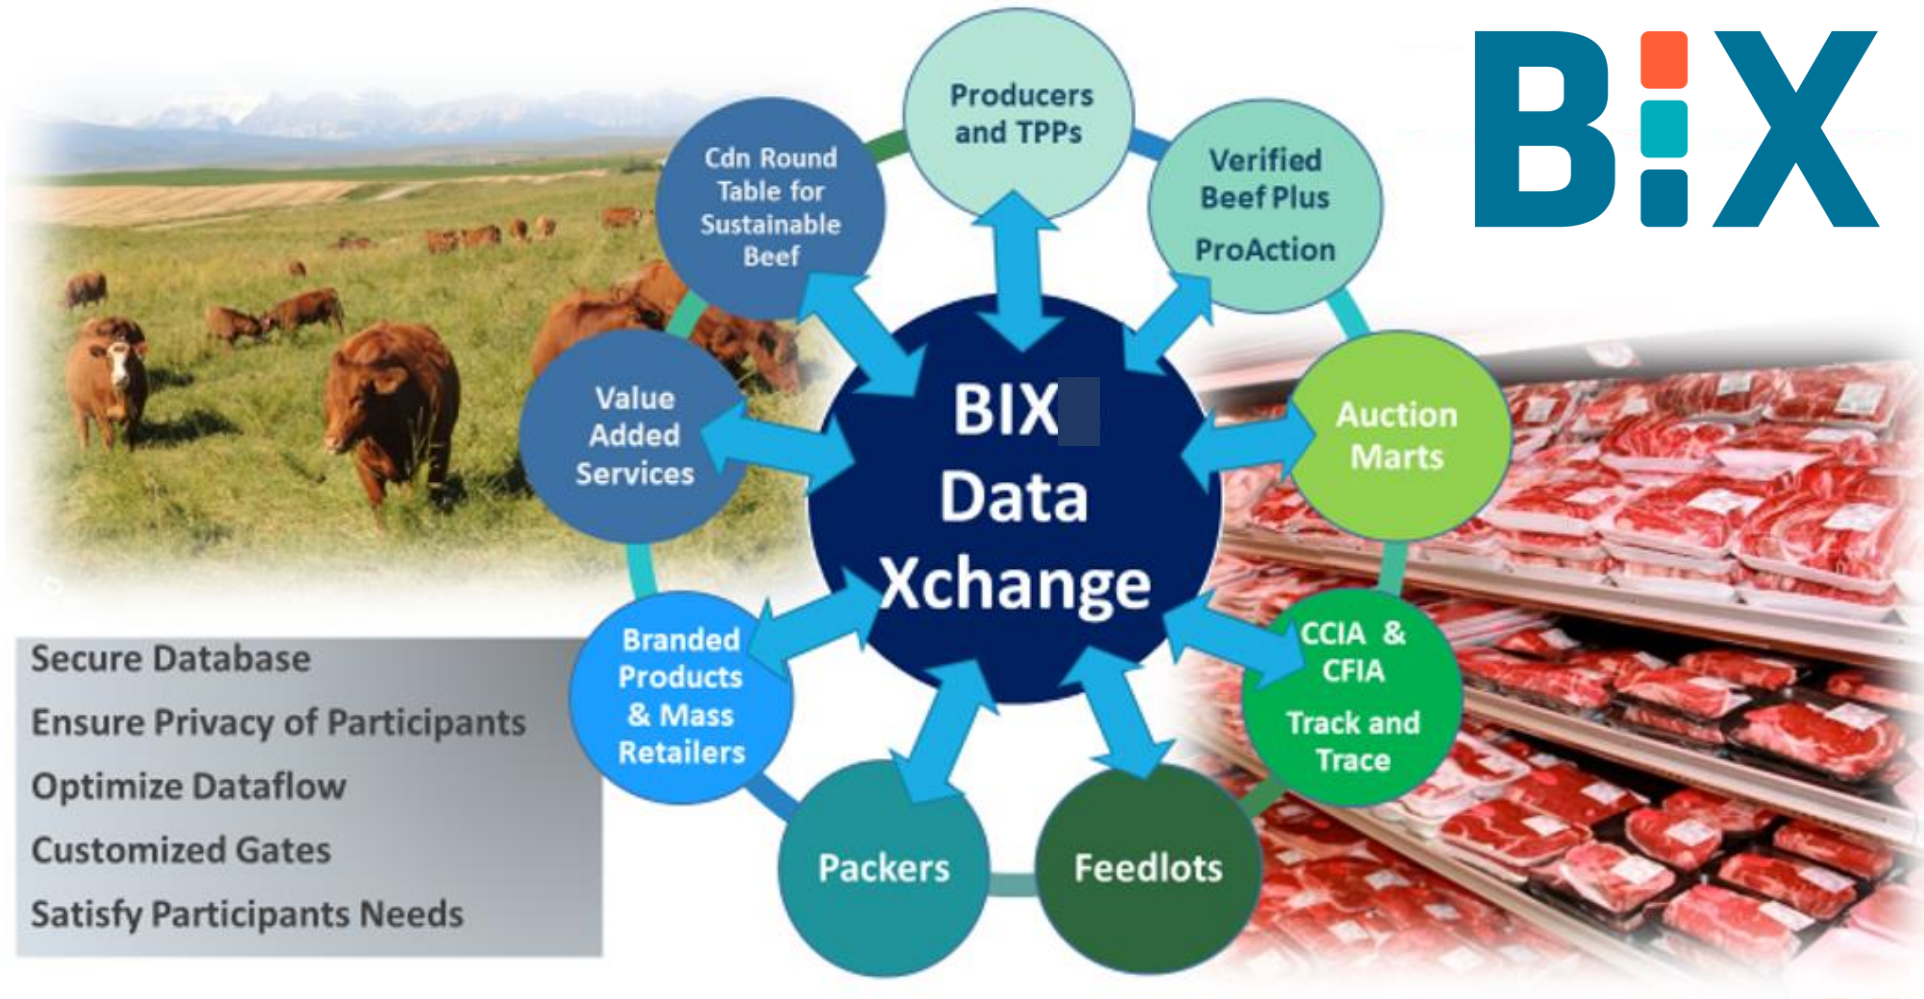 BIX
Producers
and TPPs
Verified
Beef Plus
ProAction
Auction
Marts
CCIA & 
CFIA
Track and
Trace
Feedlots
Packers
Branded
Products
& Mass
Retailers
Value
Added
Services
Cdn Round
Table for
Sustainable
Beef
BIX
Data
Xchange
Secure Database
Ensure Privacy of Participants
Optimize Dataflow
Customized Gates
Satisfy Participants Needs